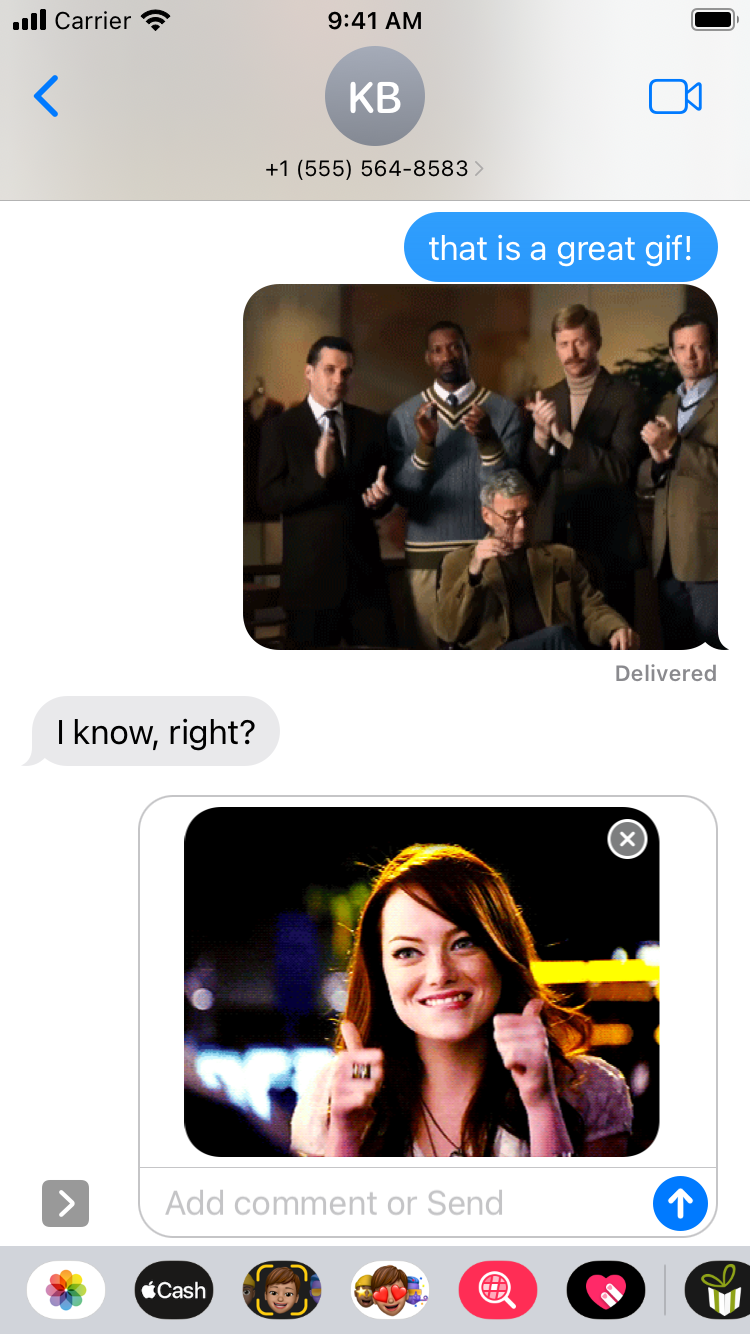 Carrier
9:41 AM
KB
+1 (555) 564-8583
that is a great gif!
Delivered
I know, right?
Add comment or Send
Cash